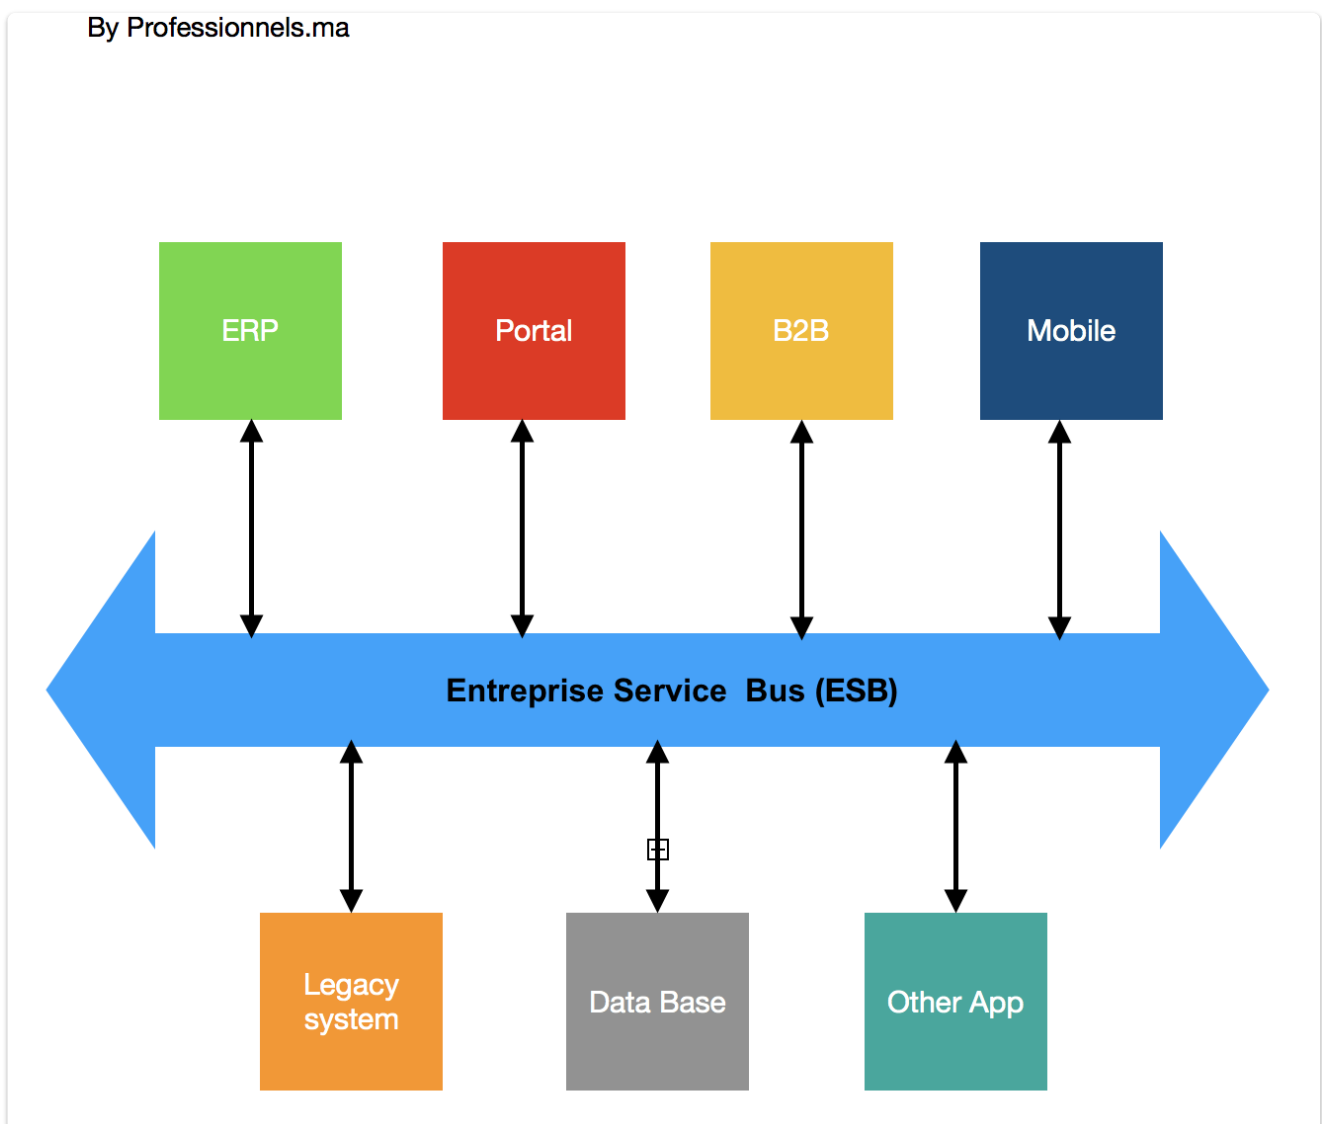 By Professionnels.ma
ERP
Portal
B2B
Mobile
Entreprise Service  Bus (ESB)
Legacy
system
Data Base
Other App